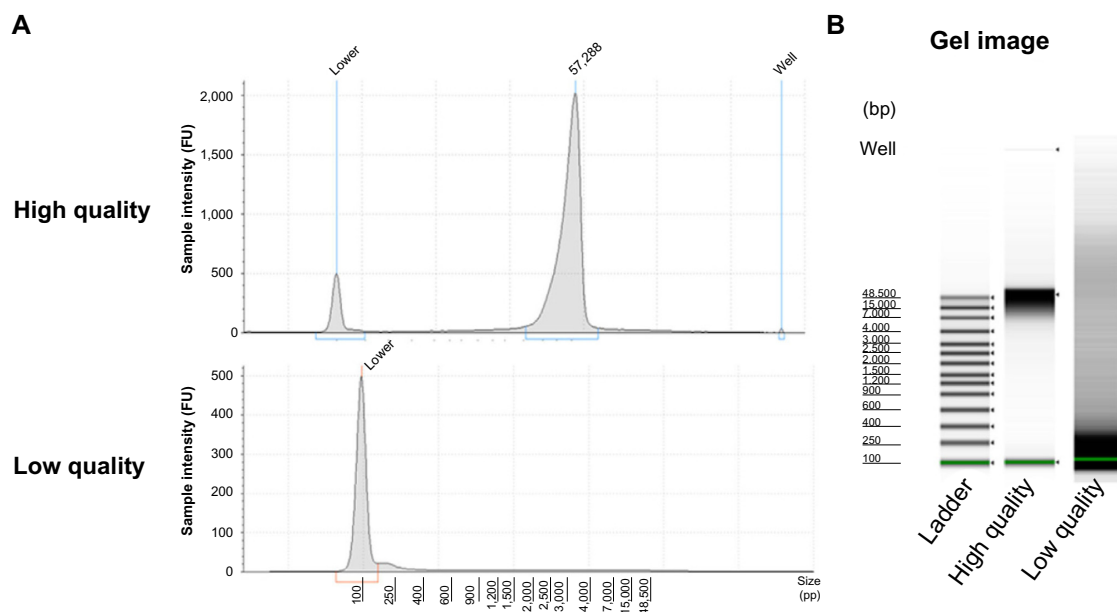 A
High quality
Sample intensity (FU)
2,000
1,500
1,000
500
0
Lower
57,288
Well
Low quality
Sample intensity (FU)
500
400
300
200
100
0
Lower
100
250
400
600
900
1,200
1,500
2,000
2,500
3,000
4,000
7,000
15,000
48,500
Size
(pp)
B
Gel image
(bp)
Well
48.500
15.000
7.000
4.000
3.000
2.500
2.000
1.500
1.200
900
600
400
250
100
Ladder
High quality
Low quality